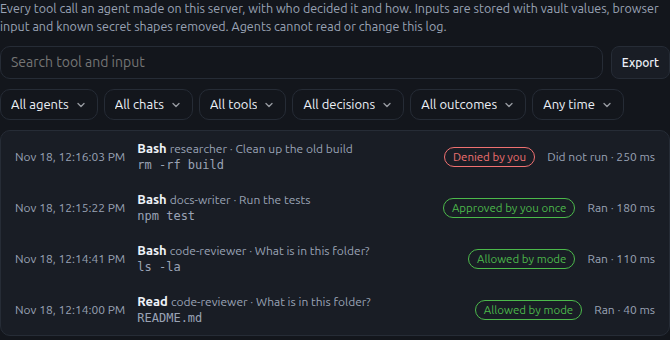 Every tool call an agent made on this server, with who decided it and how. Inputs are stored with vault values, browser
input and known secret shapes removed. Agents cannot read or change this log.
Search tool and input
Export
All agents
All chats
All tools
All decisions
All outcomes
Any time
Nov 18, 12:16:03 PM
Bash researcher · Clean up the old build
rm -rf build
Denied by you
Did not run · 250 ms
Nov 18, 12:15:22 PM
Bash docs-writer · Run the tests
npm test
Approved by you once
Ran · 180 ms
Nov 18, 12:14:41 PM
Bash code-reviewer · What is in this folder?
ls -la
Allowed by mode
Ran · 110 ms
Nov 18, 12:14:00 PM
Read code-reviewer · What is in this folder?
README.md
Allowed by mode
Ran · 40 ms